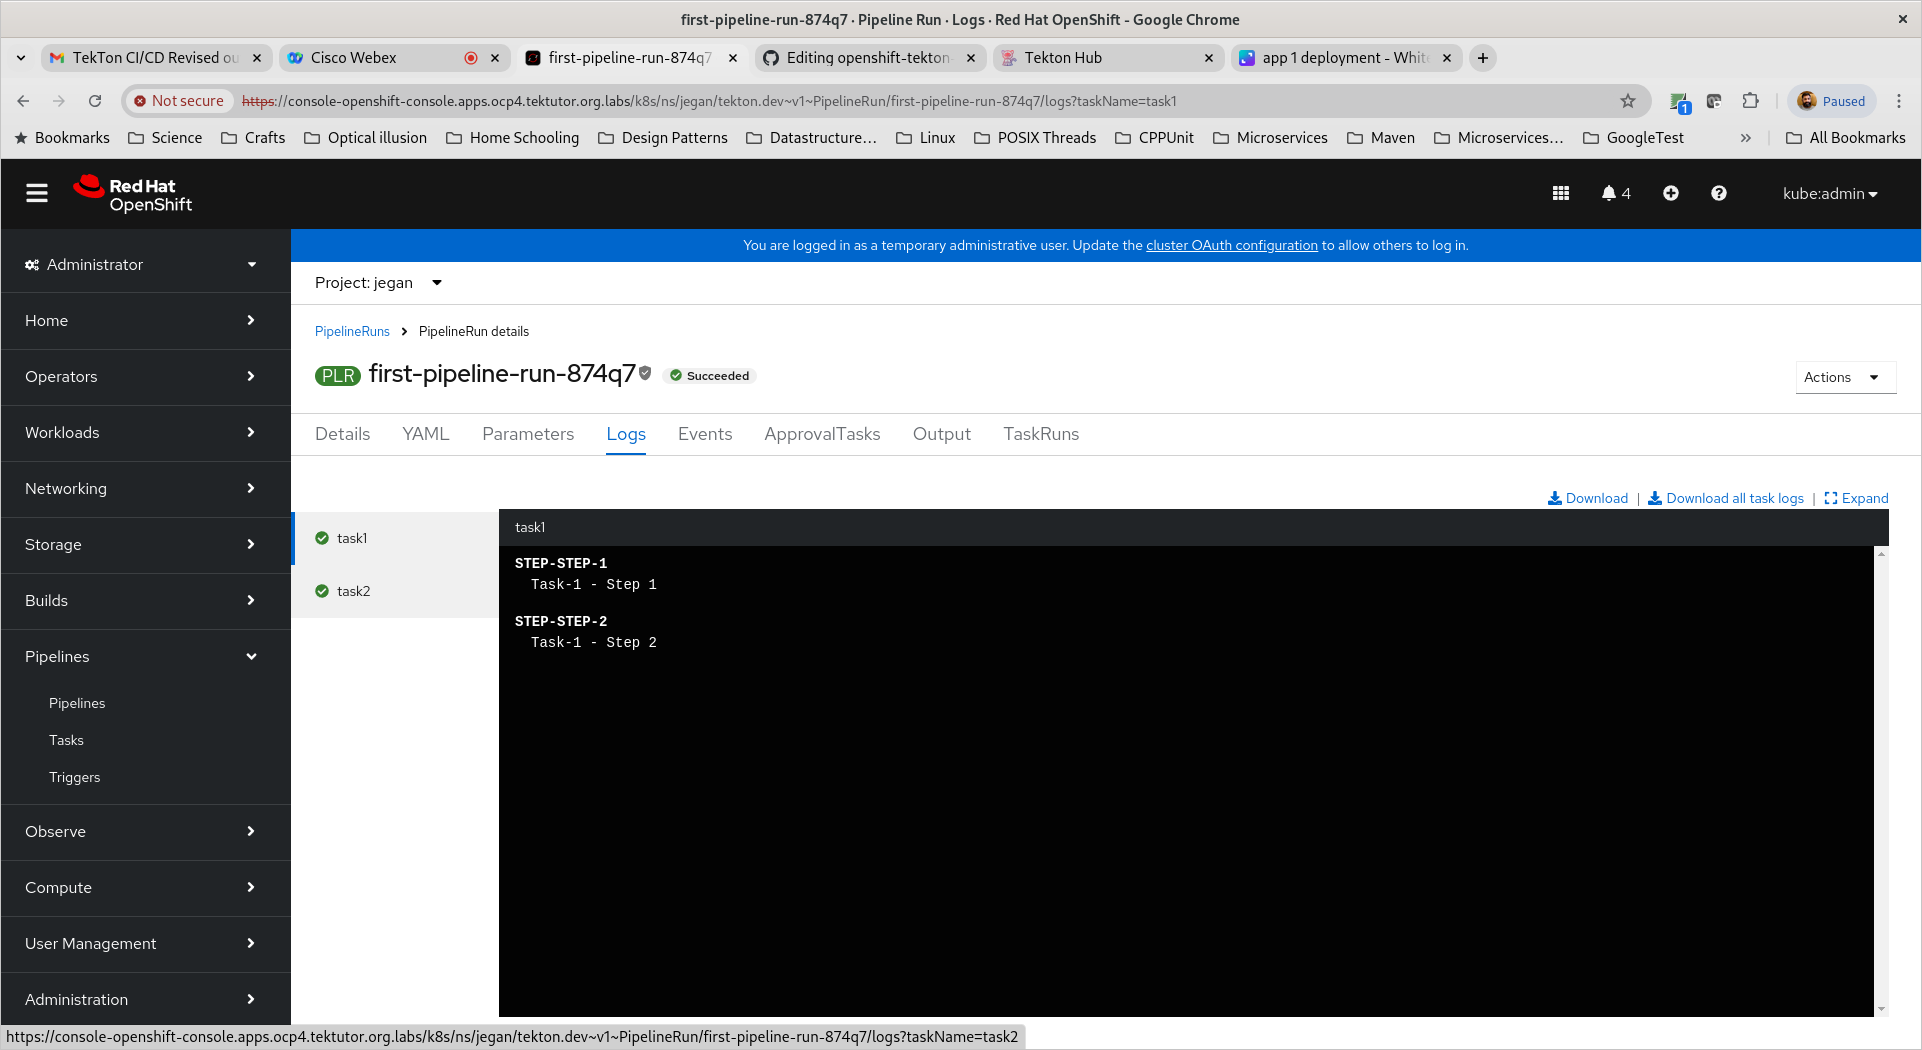 first-pipeline-run-874q7 · Pipeline Run · Logs · Red Hat OpenShift - Google Chrome
TekTon CI/CD Revised ou
Cisco Webex
first-pipeline-run-874q7
Editing openshift-tekton-
Tekton Hub
app 1 deployment - White
Not secure
https://console-openshift-console.apps.ocp4.tektutor.org.labs/k8s/ns/jegan/tekton.dev~v1~PipelineRun/first-pipeline-run-874q7/logs?taskName=task1
1
Paused
Bookmarks
Science
Crafts
Optical illusion
Home Schooling
Design Patterns
Datastructure...
Linux
POSIX Threads
CPPUnit
Microservices
Maven
Microservices...
GoogleTest
»
All Bookmarks
Red Hat
OpenShift
4
kube:admin
You are logged in as a temporary administrative user. Update the cluster OAuth configuration to allow others to log in.
Administrator
Home
Operators
Workloads
Networking
Storage
Builds
Pipelines
Pipelines
Tasks
Triggers
Observe
Compute
User Management
Administration
Project: jegan
PipelineRuns > PipelineRun details
PLR first-pipeline-run-874q7 Succeeded
Actions
Details YAML Parameters Logs Events ApprovalTasks Output TaskRuns
Download | Download all task logs | Expand
task1
task2
task1
STEP-STEP-1
Task-1 - Step 1
STEP-STEP-2
Task-1 - Step 2
https://console-openshift-console.apps.ocp4.tektutor.org.labs/k8s/ns/jegan/tekton.dev~v1~PipelineRun/first-pipeline-run-874q7/logs?taskName=task2